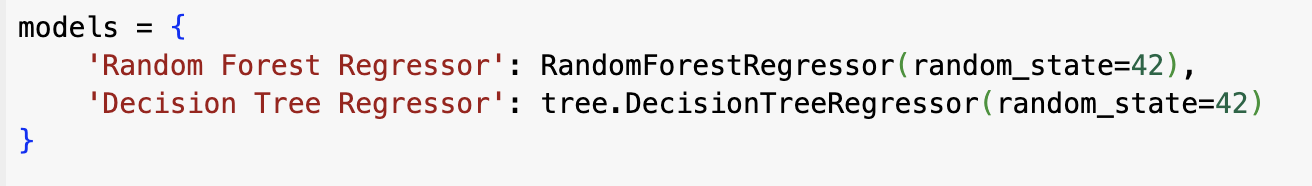 models = {
    'Random Forest Regressor': RandomForestRegressor(random_state=42),
    'Decision Tree Regressor': tree.DecisionTreeRegressor(random_state=42)
}